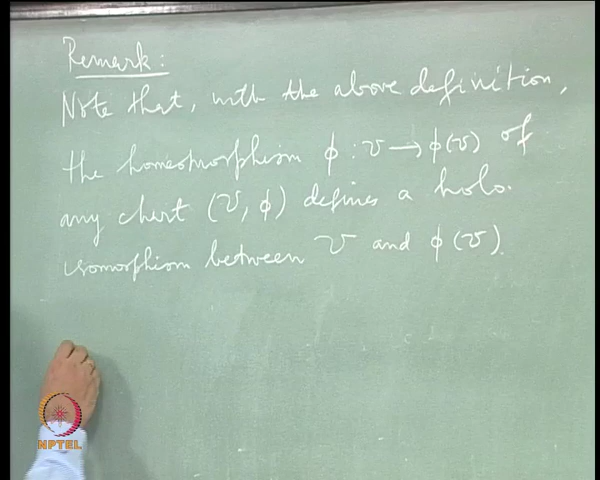 Remark:
Note that, with the above definition,
the homeomorphism ϕ : U → ϕ(U) of
any chart (U, ϕ) defines a holo.
isomorphism between U and ϕ(U).
NPTEL